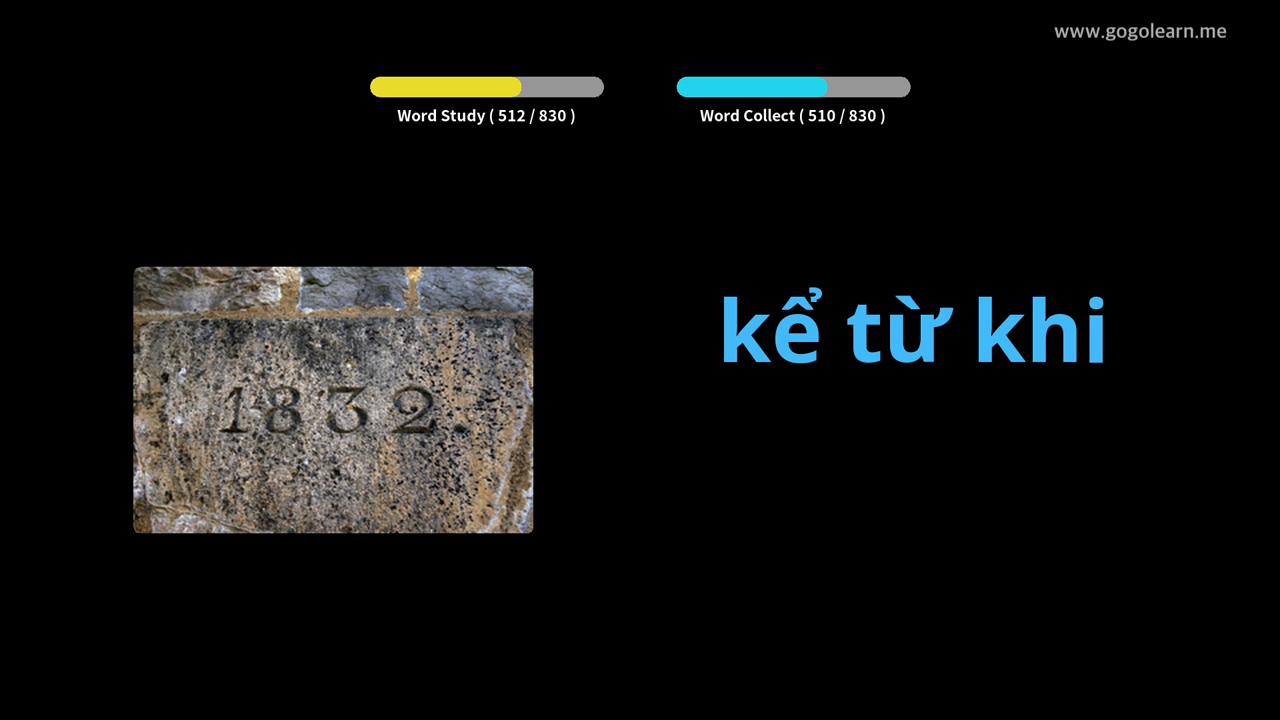 www.gogolearn.me
Word Study ( 512 / 830 )
Word Collect ( 510 / 830 )
kể từ khi
1832.